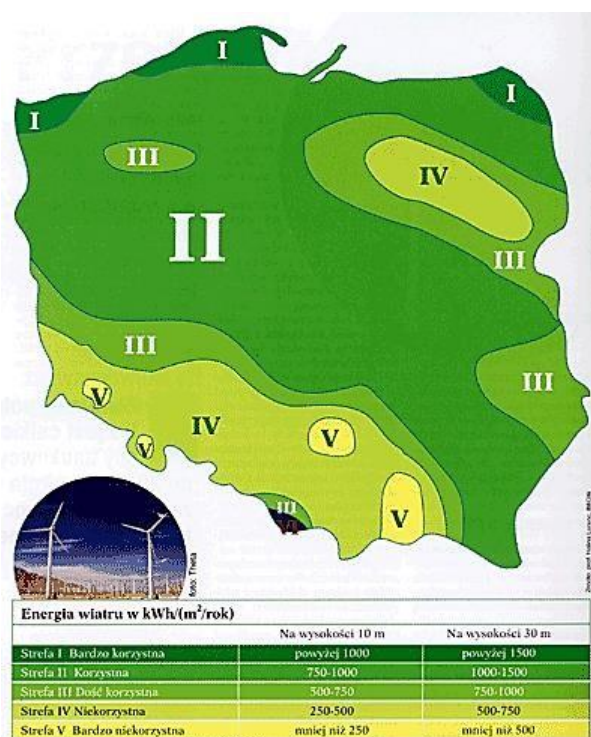 I
I
I
III
IV
II
III
III
III
V
IV
V
V
V
III
VI
foto: Theta
Energia wiatru w kWh/(m²/rok)
Na wysokości 10 m Na wysokości 30 m
Strefa I Bardzo korzystna powyżej 1000 powyżej 1500
Strefa II Korzystna 750-1000 1000-1500
Strefa III Dość korzystna 500-750 750-1000
Strefa IV Niekorzystna 250-500 500-750
Strefa V Bardzo niekorzystna mniej niż 250 mniej niż 500